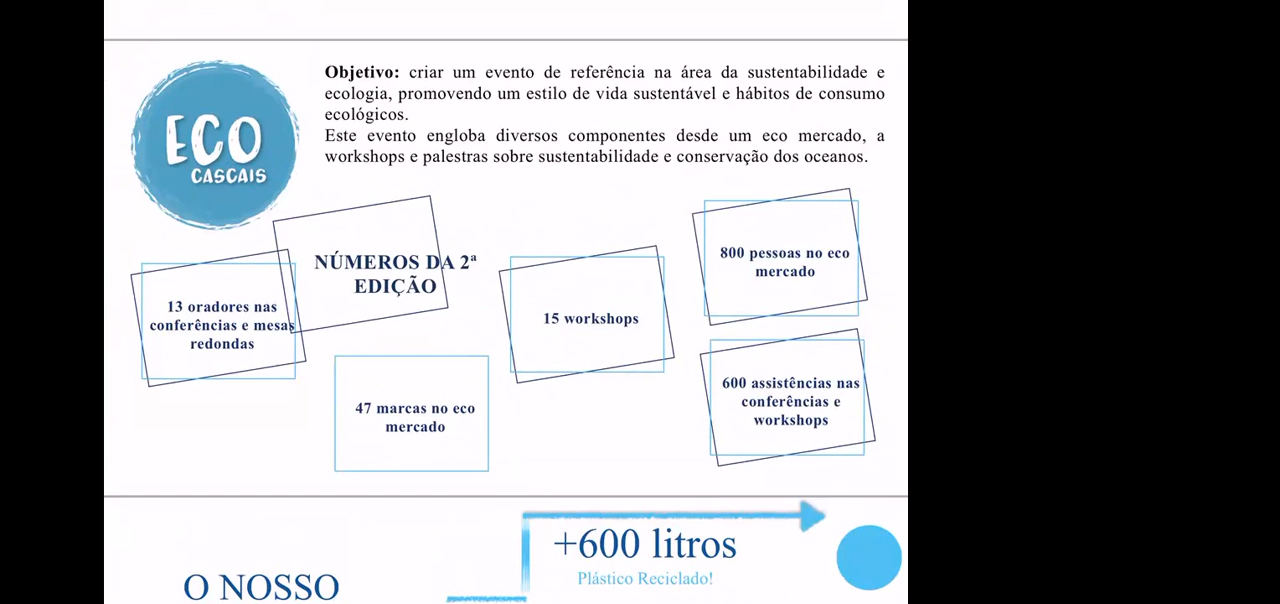 ECO
CASCAIS
Objetivo: criar um evento de referência na área da sustentabilidade e
ecologia, promovendo um estilo de vida sustentável e hábitos de consumo
ecológicos.
Este evento engloba diversos componentes desde um eco mercado, a
workshops e palestras sobre sustentabilidade e conservação dos oceanos.
NÚMEROS DA 2ª
EDIÇÃO
13 oradores nas
conferências e mesas
redondas
47 marcas no eco
mercado
15 workshops
800 pessoas no eco
mercado
600 assistências nas
conferências e
workshops
+600 litros
Plástico Reciclado!
O NOSSO